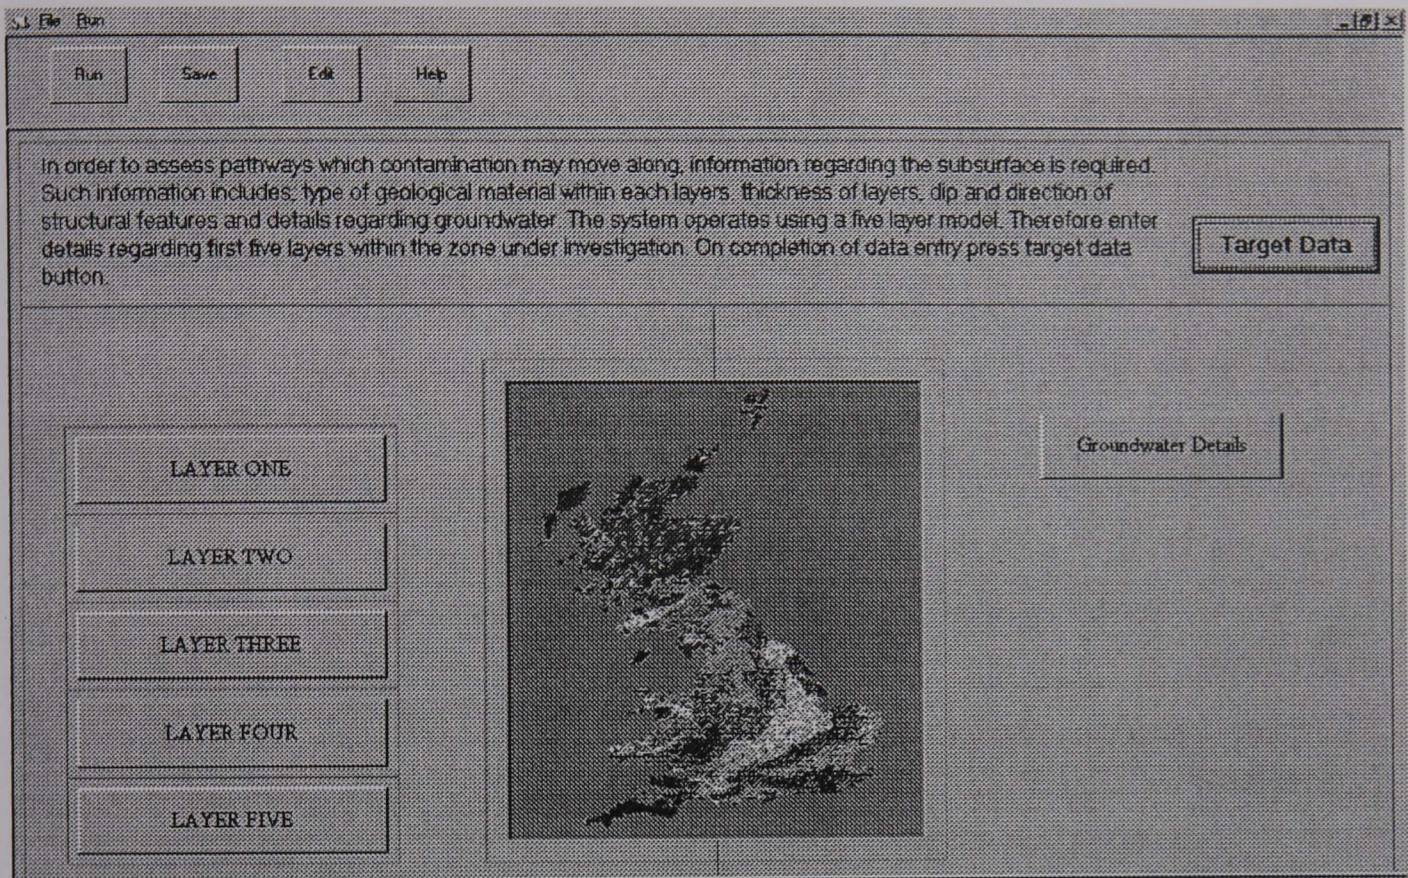 File Run
Run Save Edit Help
In order to assess pathways which contamination may move along, information regarding the subsurface is required.
Such information includes, type of geological material within each layers, thickness of layers, dip and direction of
structural features and details regarding groundwater. The system operates using a five layer model. Therefore enter
details regarding first five layers within the zone under investigation. On completion of data entry press target data
button.
Target Data
Groundwater Details
LAYER ONE
LAYER TWO
LAYER THREE
LAYER FOUR
LAYER FIVE